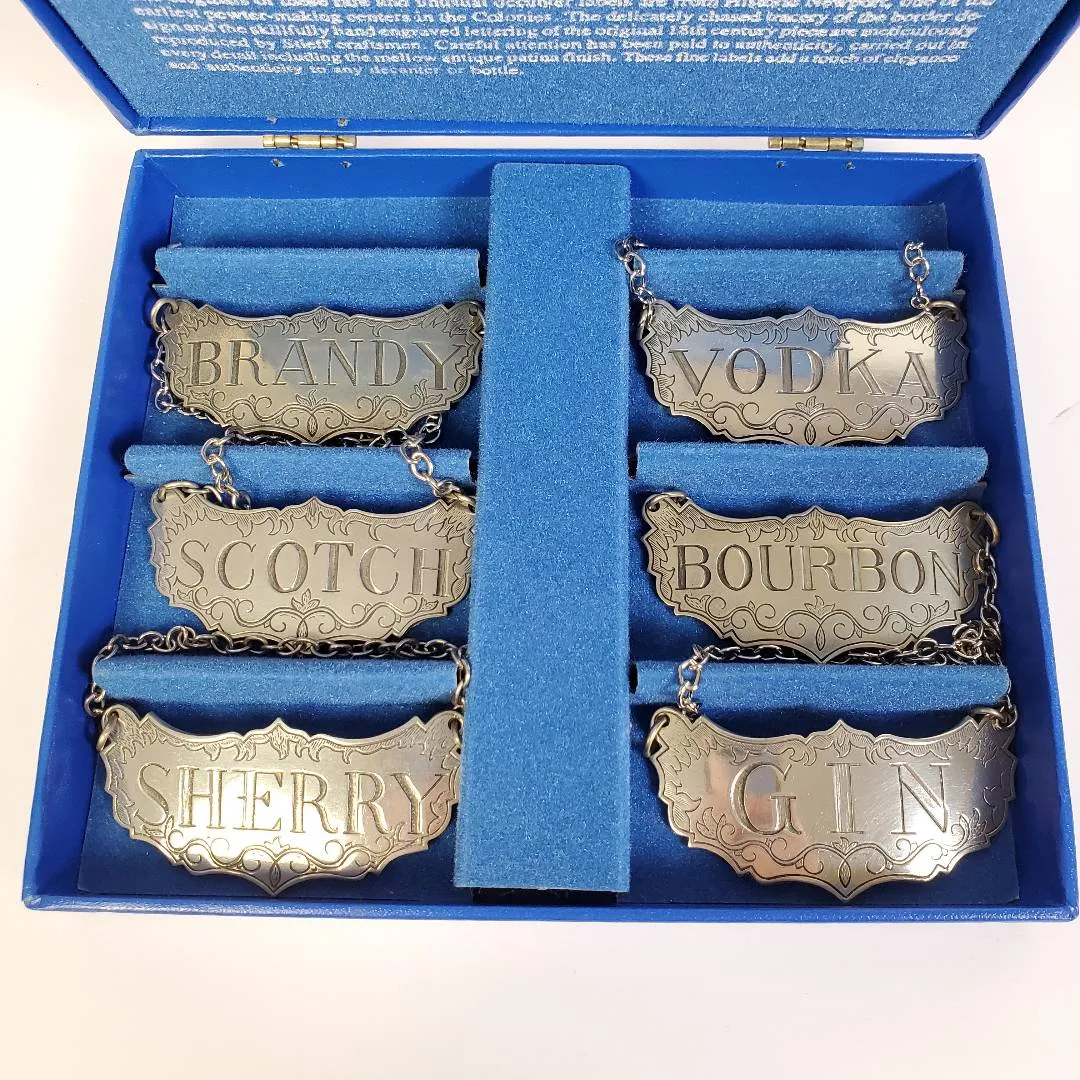 of these rare and unusual decanter labels are from Historic Newport, one of the
earliest pewter-making centers in the Colonies. The delicately chased tracery of the border de-
sign and the skillfully hand engraved lettering of the original 18th century piece are meticulously
reproduced by Stieff craftsmen. Careful attention has been paid to authenticity, carried out in
every detail including the mellow antique patina finish. These fine labels add a touch of elegance
and authenticity to any decanter or bottle.
BRANDY
VODKA
SCOTCH
BOURBON
SHERRY
GIN